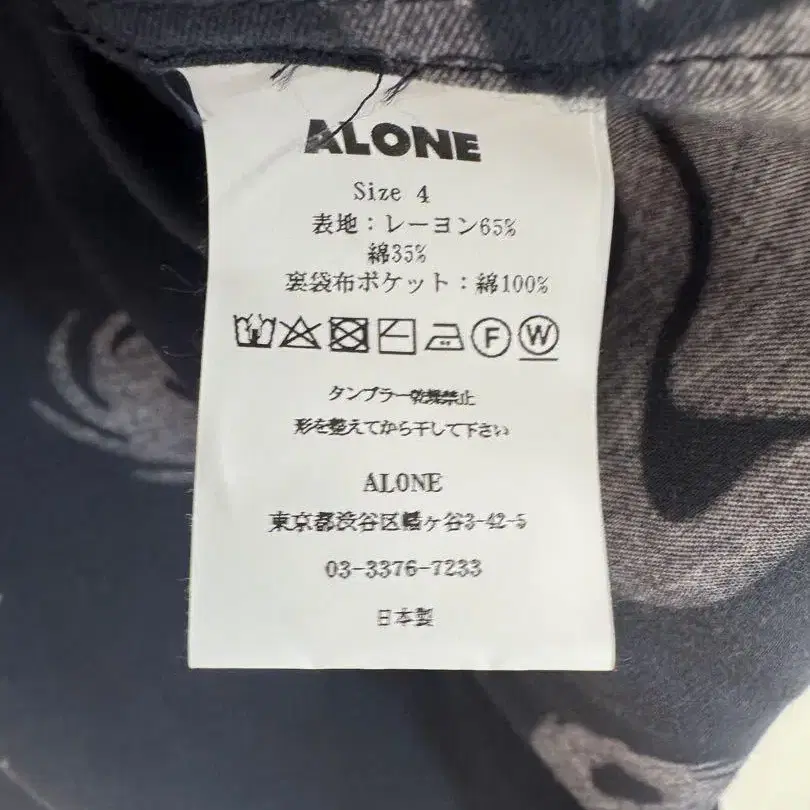 ALONE
Size 4
表地：レーヨン65%
綿35%
裏袋布ポケット：綿100%
F W
タンブラー乾燥禁止
形を整えてから干して下さい
ALONE
東京都渋谷区幡ヶ谷3-42-5
03-3376-7233
日本製